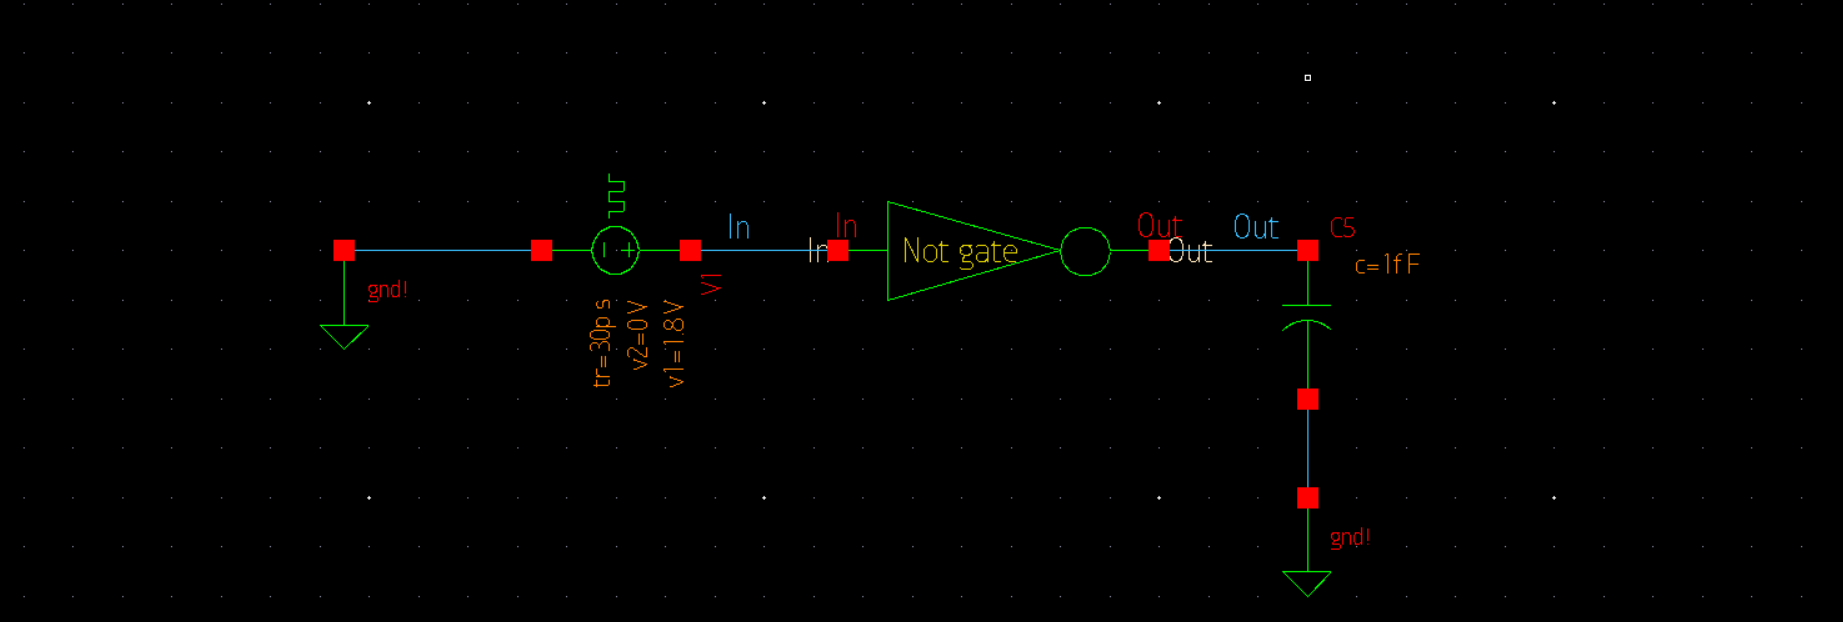 gnd!
tr=30p s
v2=0V
v1=1.8V
V1
In
In
In
Not gate
Out
Out
Out
C5
c=1fF
gnd!